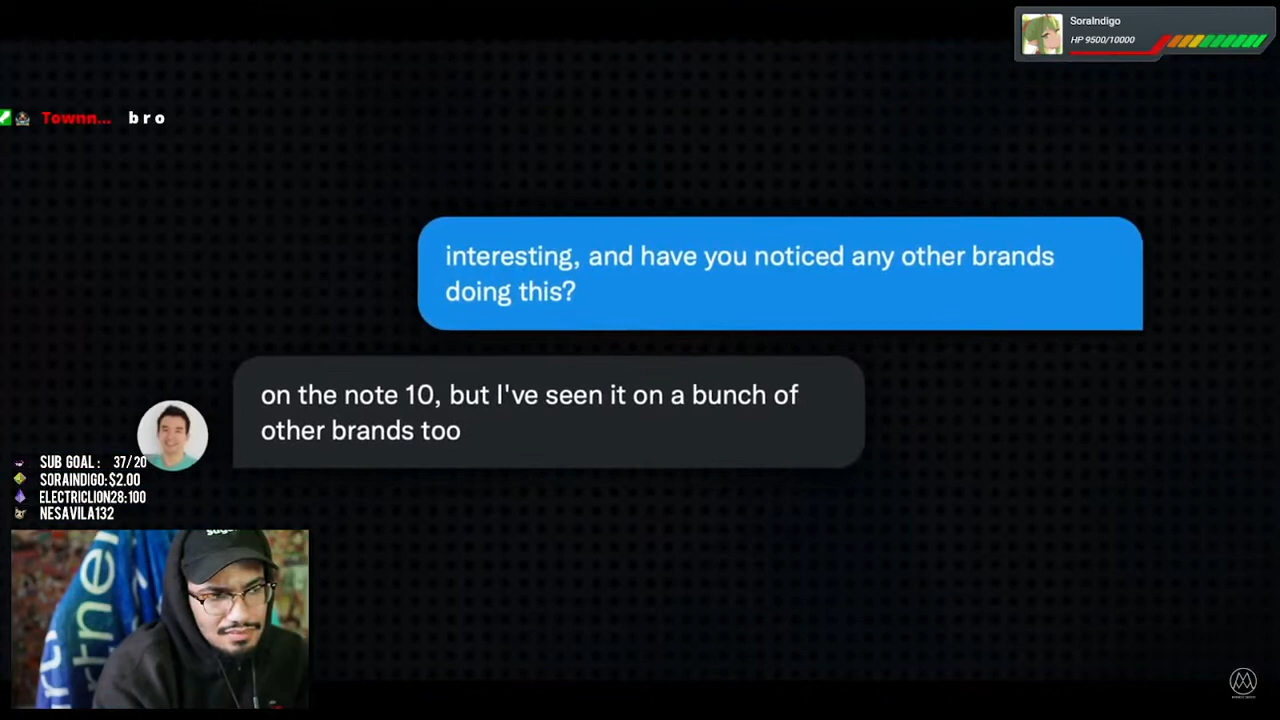 SoraIndigo
HP 9500/10000
Townn... b r o
interesting, and have you noticed any other brands
doing this?
on the note 10, but I've seen it on a bunch of
other brands too
SUB GOAL : 37/20
SORAINDIGO:$2.00
ELECTRICLION28:100
NESAVILA132